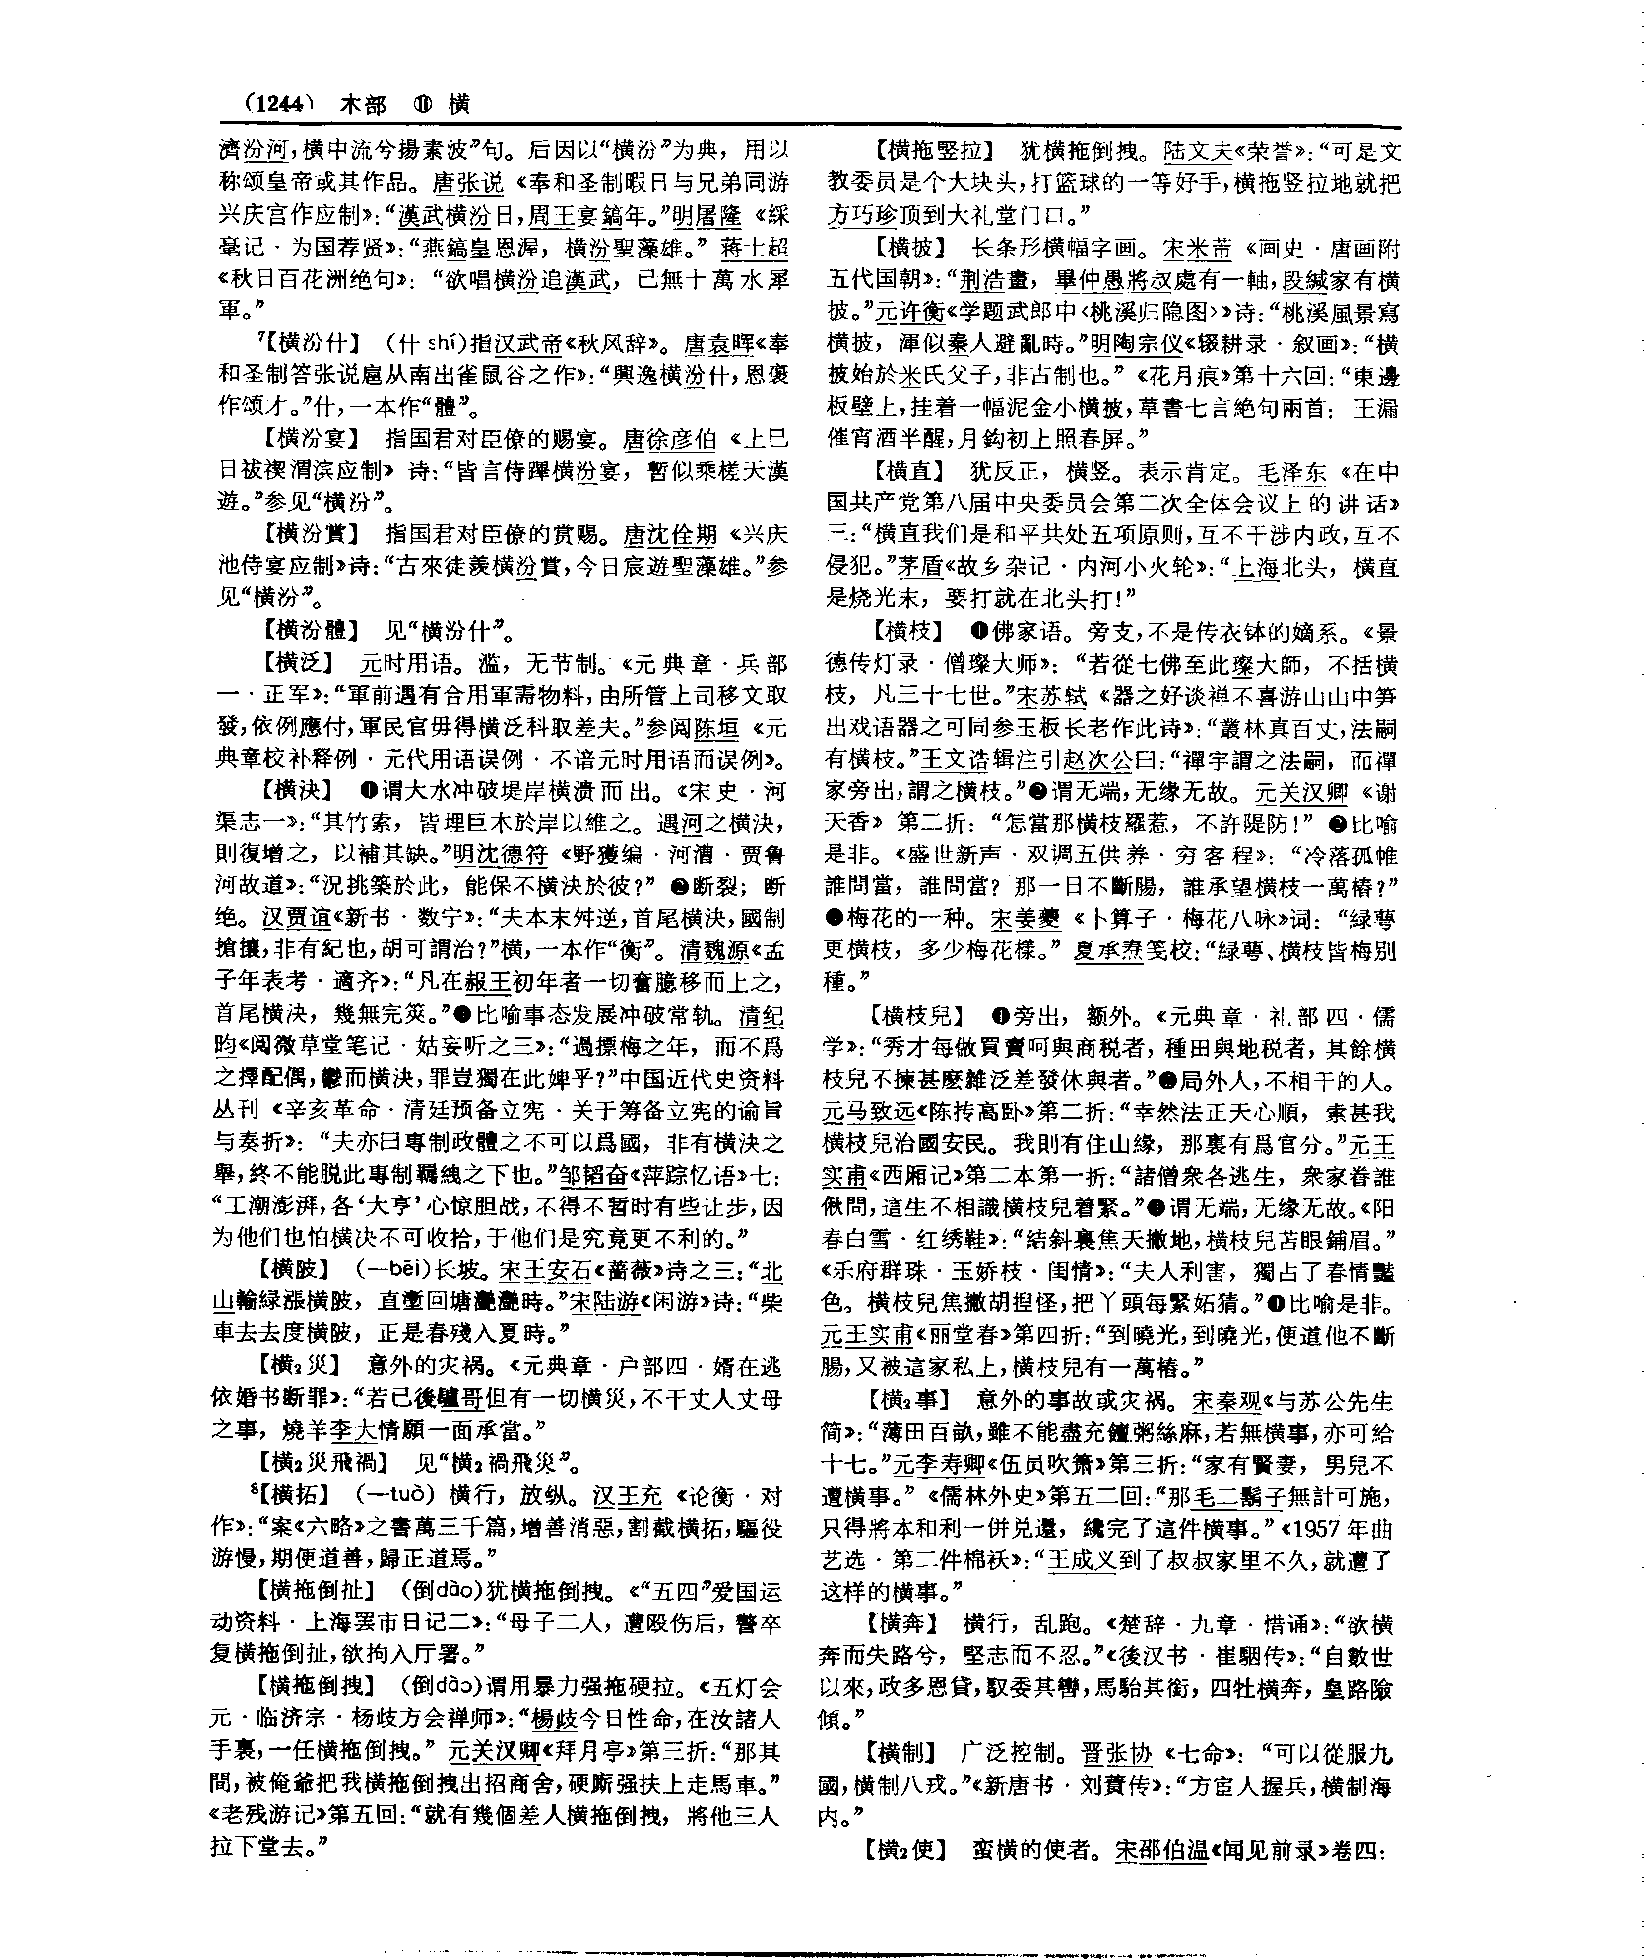 (1244) 木部 ⑪ 横
濟汾河，横中流兮揚素波”句。后因以“横汾”为典，用以
称颂皇帝或其作品。唐张说《奉和圣制暇日与兄弟同游
兴庆宫作应制》：“漢武横汾日，周王宴鎬年。”明屠隆《綵
毫记·为国荐贤》：“燕鎬皇恩渥，横汾聖藻雄。”蒋士超
《秋日百花洲绝句》：“欲唱横汾追漢武，已無十萬水犀
軍。”
⁷【横汾什】（什 shí）指汉武帝《秋风辞》。唐袁晖《奉
和圣制答张说扈从南出雀鼠谷之作》：“興逸横汾什，恩褒
作颂才。”什，一本作“體”。
【横汾宴】 指国君对臣僚的赐宴。唐徐彦伯《上巳
日祓禊渭滨应制》诗：“皆言侍蹕横汾宴，暫似乘槎天漢
遊。”参见“横汾”。
【横汾賞】 指国君对臣僚的赏赐。唐沈佺期《兴庆
池侍宴应制》诗：“古來徒羨横汾賞，今日宸遊聖藻雄。”参
见“横汾”。
【横汾體】 见“横汾什”。
【横泛】 元时用语。滥，无节制。《元典章·兵部
一·正军》：“軍前遇有合用軍需物料，由所管上司移文取
發，依例應付，軍民官毋得横泛科取差夫。”参阅陈垣《元
典章校补释例·元代用语误例·不谙元时用语而误例》。
【横決】 ❶谓大水冲破堤岸横溃而出。《宋史·河
渠志一》：“其竹索，皆埋巨木於岸以維之。遇河之横決，
則復增之，以補其缺。”明沈德符《野獲编·河漕·贾鲁
河故道》：“況挑築於此，能保不横決於彼？”❷断裂；断
绝。汉贾谊《新书·数宁》：“夫本末舛逆，首尾横決，國制
搶攘，非有紀也，胡可謂治？”横，一本作“衡”。清魏源《孟
子年表考·適齐》：“凡在赧王初年者一切奮臆移而上之，
首尾横決，幾無完筴。”❸比喻事态发展冲破常轨。清纪
昀《阅微草堂笔记·姑妄听之三》：“過摽梅之年，而不爲
之擇配偶，鬱而横決，罪豈獨在此婢乎？”中国近代史资料
丛刊《辛亥革命·清廷预备立宪·关于筹备立宪的谕旨
与奏折》：“夫亦曰專制政體之不可以爲國，非有横決之
舉，終不能脱此專制羈絏之下也。”邹韬奋《萍踪忆语》七：
“工潮澎湃，各‘大亨’心惊胆战，不得不暂时有些让步，因
为他们也怕横决不可收拾，于他们是究竟更不利的。”
【横陂】（—bēi）长坡。宋王安石《蔷薇》诗之三：“北
山輸緑漲横陂，直塹回塘灔灔時。”宋陆游《闲游》诗：“柴
車去去度横陂，正是春殘入夏時。”
【横₂災】 意外的灾祸。《元典章·户部四·婿在逃
依婚书断罪》：“若已後驢哥但有一切横災，不干丈人丈母
之事，燒羊李大情願一面承當。”
【横₂災飛禍】 见“横₂禍飛災”。
⁸【横拓】（—tuò）横行，放纵。汉王充《论衡·对
作》：“案《六略》之書萬三千篇，增善消惡，割截横拓，驅役
游慢，期便道善，歸正道焉。”
【横拖倒扯】（倒dào）犹横拖倒拽。《“五四”爱国运
动资料·上海罢市日记二》：“母子二人，遭殴伤后，警卒
复横拖倒扯，欲拘入厅署。”
【横拖倒拽】（倒dào）谓用暴力强拖硬拉。《五灯会
元·临济宗·杨歧方会禅师》：“楊歧今日性命，在汝諸人
手裏，一任横拖倒拽。”元关汉卿《拜月亭》第三折：“那其
間，被俺爺把我横拖倒拽出招商舍，硬廝强扶上走馬車。”
《老残游记》第五回：“就有幾個差人横拖倒拽，將他三人
拉下堂去。”
【横拖竪拉】 犹横拖倒拽。陆文夫《荣誉》：“可是文
教委员是个大块头，打篮球的一等好手，横拖竖拉地就把
方巧珍顶到大礼堂门口。”
【横披】 长条形横幅字画。宋米芾《画史·唐画附
五代国朝》：“荆浩畫，畢仲愚將叔處有一軸，段緘家有横
披。”元许衡《学题武郎中〈桃溪归隐图〉》诗：“桃溪風景寫
横披，渾似秦人避亂時。”明陶宗仪《辍耕录·叙画》：“横
披始於米氏父子，非古制也。”《花月痕》第十六回：“東邊
板壁上，挂着一幅泥金小横披，草書七言絶句兩首：王漏
催宵酒半醒，月鈎初上照春屏。”
【横直】 犹反正，横竖。表示肯定。毛泽东《在中
国共产党第八届中央委员会第二次全体会议上的讲话》
三：“横直我们是和平共处五项原则，互不干涉内政，互不
侵犯。”茅盾《故乡杂记·内河小火轮》：“上海北头，横直
是烧光末，要打就在北头打！”
【横枝】 ❶佛家语。旁支，不是传衣钵的嫡系。《景
德传灯录·僧璨大师》：“若從七佛至此璨大師，不括横
枝，凡三十七世。”宋苏轼《器之好谈禅不喜游山山中笋
出戏语器之可同参玉板长老作此诗》：“叢林真百丈，法嗣
有横枝。”王文诰辑注引赵次公曰：“禪宇謂之法嗣，而禪
家旁出，謂之横枝。”❷谓无端，无缘无故。元关汉卿《谢
天香》第二折：“怎當那横枝羅惹，不許隄防！”❸比喻
是非。《盛世新声·双调五供养·穷客程》：“冷落孤帷
誰問當，誰問當？那一日不斷腸，誰承望横枝一萬樁？”
❹梅花的一种。宋姜夔《卜算子·梅花八咏》词：“緑萼
更横枝，多少梅花樣。”夏承焘笺校：“緑萼、横枝皆梅别
種。”
【横枝兒】 ❶旁出，额外。《元典章·礼部四·儒
学》：“秀才每做買賣呵與商税者，種田與地税者，其餘横
枝兒不揀甚麼雜泛差發休與者。”❷局外人，不相干的人。
元马致远《陈抟高卧》第二折：“幸然法正天心順，索甚我
横枝兒治國安民。我則有住山緣，那裏有爲官分。”元王
实甫《西厢记》第二本第一折：“諸僧衆各逃生，衆家眷誰
偢問，這生不相識横枝兒着緊。”❸谓无端，无缘无故。《阳
春白雪·红绣鞋》：“結斜裏焦天撇地，横枝兒苫眼鋪眉。”
《乐府群珠·玉娇枝·闺情》：“夫人利害，獨占了春情豔
色。横枝兒焦撇胡揑怪，把丫頭每緊妬猜。”❹比喻是非。
元王实甫《丽堂春》第四折：“到曉光，到曉光，便道他不斷
腸，又被這家私上，横枝兒有一萬樁。”
【横₂事】 意外的事故或灾祸。宋秦观《与苏公先生
简》：“薄田百畝，雖不能盡充饘粥絲麻，若無横事，亦可給
十七。”元李寿卿《伍员吹箫》第三折：“家有賢妻，男兒不
遭横事。”《儒林外史》第五二回：“那毛二鬍子無計可施，
只得將本和利一併兑還，纔完了這件横事。”《1957年曲
艺选·第二件棉袄》：“王成义到了叔叔家里不久，就遭了
这样的横事。”
【横奔】 横行，乱跑。《楚辞·九章·惜诵》：“欲横
奔而失路兮，堅志而不忍。”《後汉书·崔駰传》：“自數世
以來，政多恩貸，馭委其轡，馬駘其銜，四牡横奔，皇路險
傾。”
【横制】 广泛控制。晋张协《七命》：“可以從服九
國，横制八戎。”《新唐书·刘蕡传》：“方宦人握兵，横制海
内。”
【横₂使】 蛮横的使者。宋邵伯温《闻见前录》卷四：